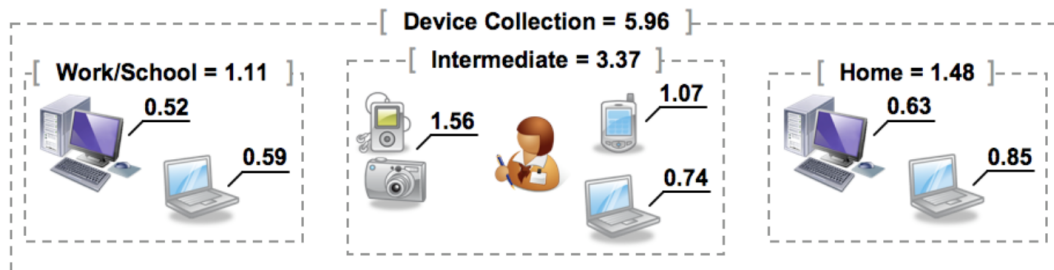 Device Collection = 5.96
Work/School = 1.11
0.52
0.59
Intermediate = 3.37
1.56
1.07
0.74
Home = 1.48
0.63
0.85